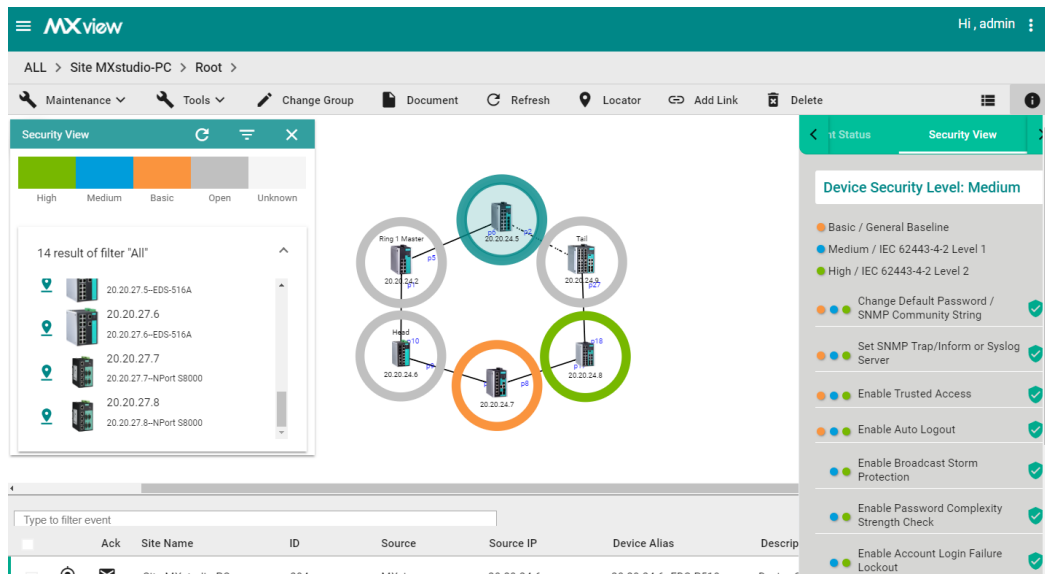 MXview
Hi , admin
ALL > Site MXstudio-PC > Root >
Maintenance
Tools
Change Group
Document
Refresh
Locator
Add Link
Delete
Security View
High
Medium
Basic
Open
Unknown
14 result of filter "All"
20.20.27.5--EDS-516A
20.20.27.6
20.20.27.6--EDS-516A
20.20.27.7
20.20.27.7--NPort S8000
20.20.27.8
20.20.27.8--NPort S8000
p6
p2
20.20.24.5
Ring 1 Master
p5
20.20.24.2
p1
Tail
20.20.24.9
p27
Head
p10
20.20.24.6
p18
20.20.24.8
p8
20.20.24.7
nt Status
Security View
Device Security Level: Medium
Basic / General Baseline
Medium / IEC 62443-4-2 Level 1
High / IEC 62443-4-2 Level 2
Change Default Password /
SNMP Community String
Set SNMP Trap/Inform or Syslog
Server
Enable Trusted Access
Enable Auto Logout
Enable Broadcast Storm
Protection
Enable Password Complexity
Strength Check
Enable Account Login Failure
Lockout
Type to filter event
Ack
Site Name
ID
Source
Source IP
Device Alias
Descrip